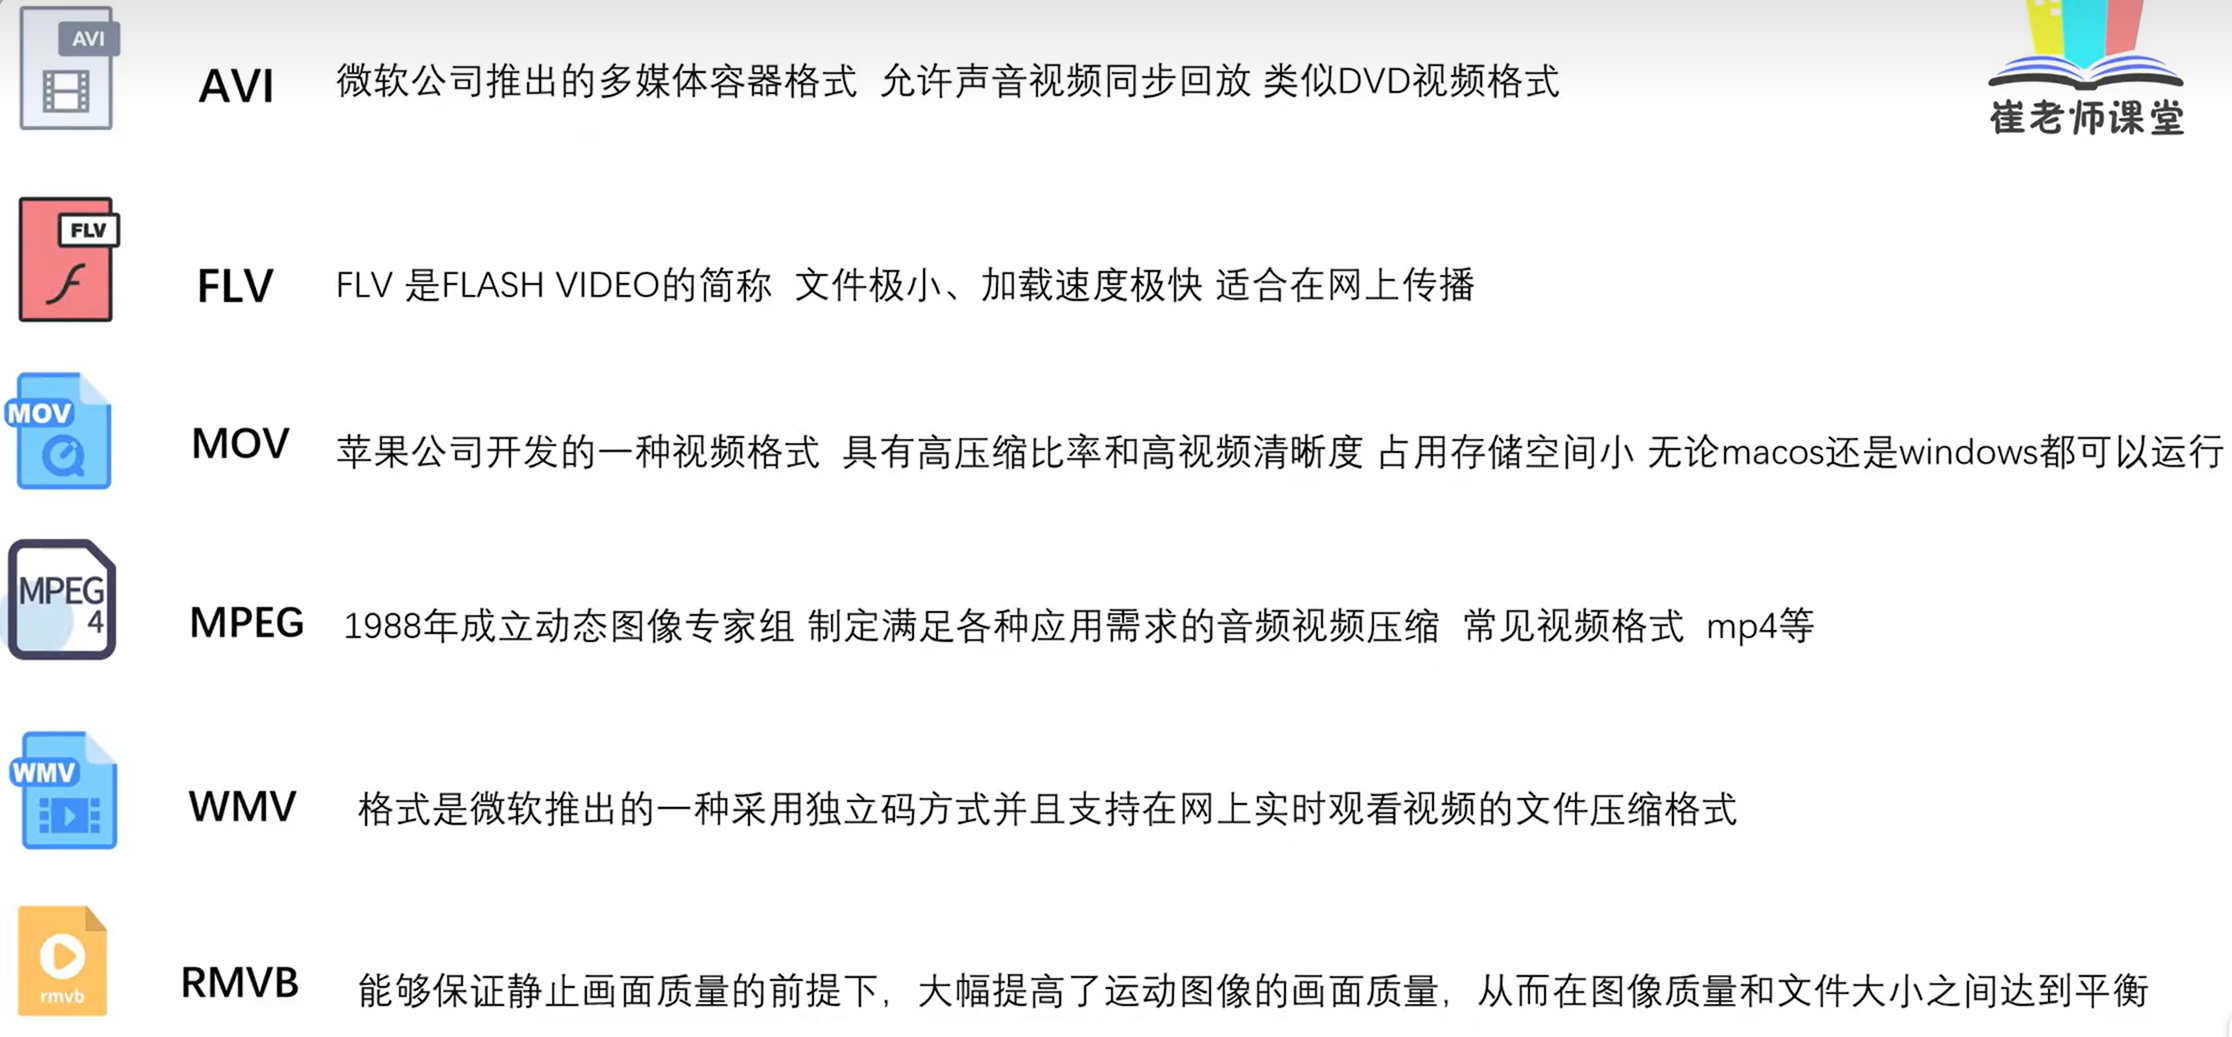 AVI
AVI 微软公司推出的多媒体容器格式 允许声音视频同步回放 类似DVD视频格式
崔老师课堂
FLV
FLV FLV 是FLASH VIDEO的简称 文件极小、加载速度极快 适合在网上传播
MOV
MOV 苹果公司开发的一种视频格式 具有高压缩比率和高视频清晰度 占用存储空间小 无论macos还是windows都可以运行
MPEG
4
MPEG 1988年成立动态图像专家组 制定满足各种应用需求的音频视频压缩 常见视频格式 mp4等
WMV
WMV 格式是微软推出的一种采用独立码方式并且支持在网上实时观看视频的文件压缩格式
rmvb
RMVB 能够保证静止画面质量的前提下，大幅提高了运动图像的画面质量，从而在图像质量和文件大小之间达到平衡